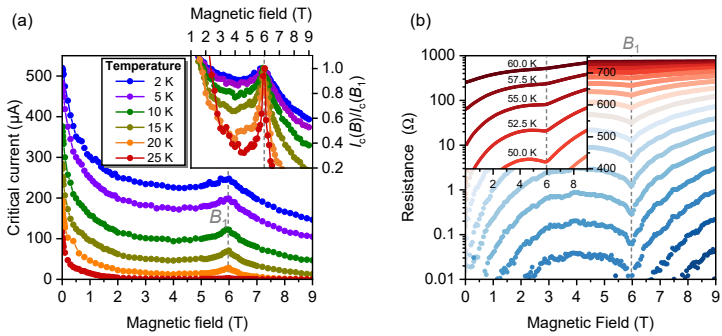 (a)
Magnetic field (T)
1 2 3 4 5 6 7 8 9
B₁
Temperature
2 K
5 K
10 K
15 K
20 K
25 K
1.0
0.8
0.6
0.4
0.2
I_c(B)/I_c(B₁)
500
400
300
200
100
0
Critical current (µA)
B
0 1 2 3 4 5 6 7 8 9
Magnetic field (T)
(b)
B₁
1000
100
10
1
0.1
0.01
Resistance (Ω)
60.0 K
57.5 K
55.0 K
52.5 K
50.0 K
700
600
500
400
2 4 6 8
0 1 2 3 4 5 6 7 8 9
Magnetic Field (T)